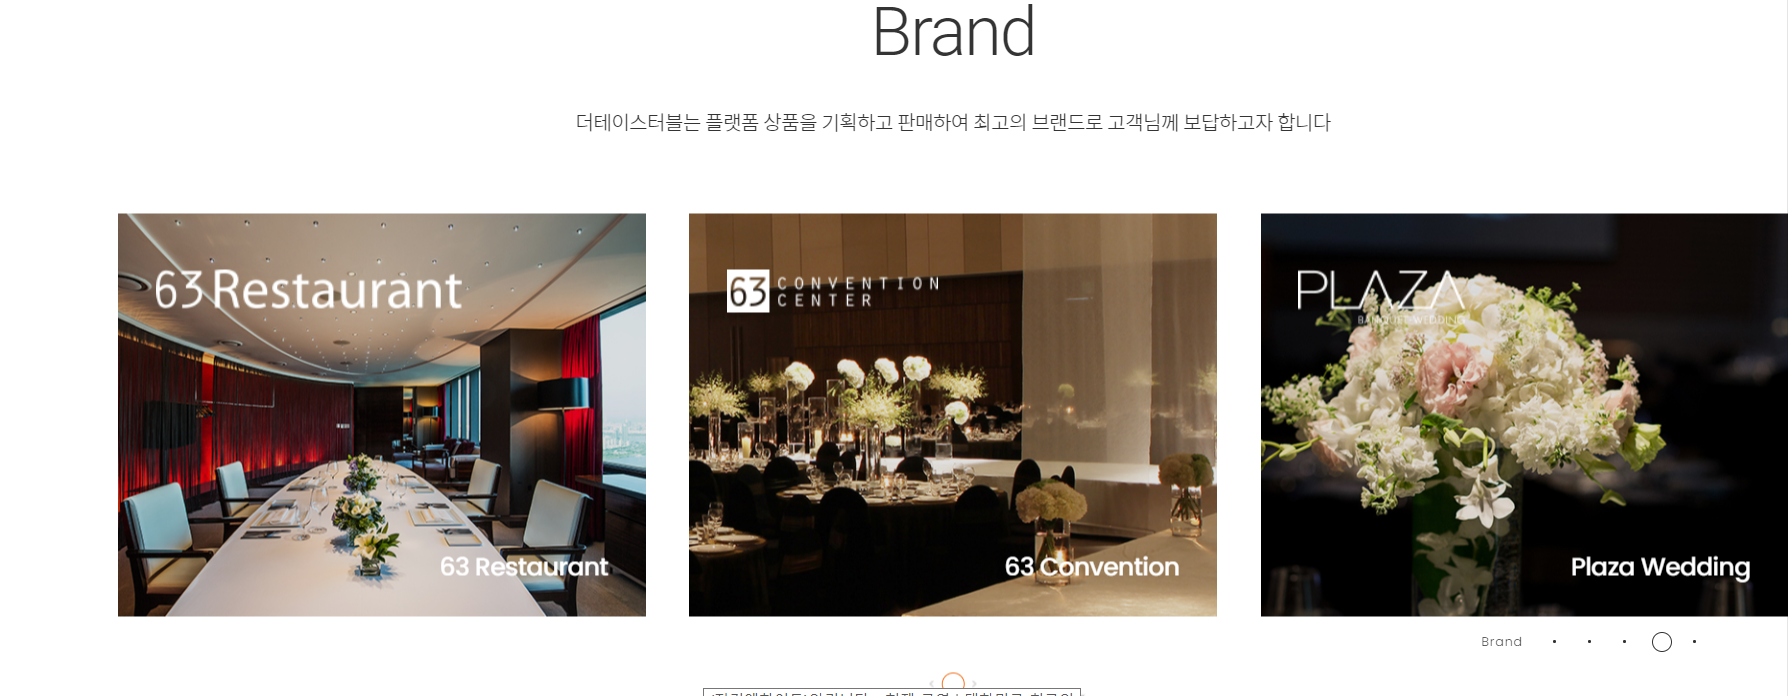 Brand
더테이스터블는 플랫폼 상품을 기획하고 판매하여 최고의 브랜드로 고객님께 보답하고자 합니다
63 Restaurant
63 Restaurant
63 CONVENTION
CENTER
63 Convention
PLAZA
BANQUET WEDDING
Plaza Wedding
Brand